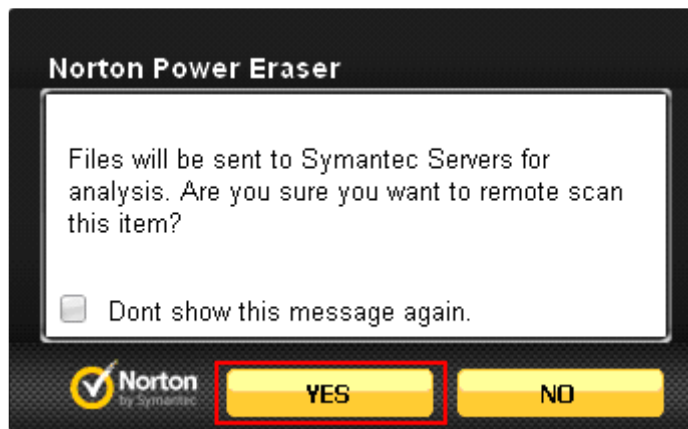 Norton Power Eraser
Files will be sent to Symantec Servers for
analysis. Are you sure you want to remote scan
this item?
Dont show this message again.
Norton
by Symantec
YES
NO